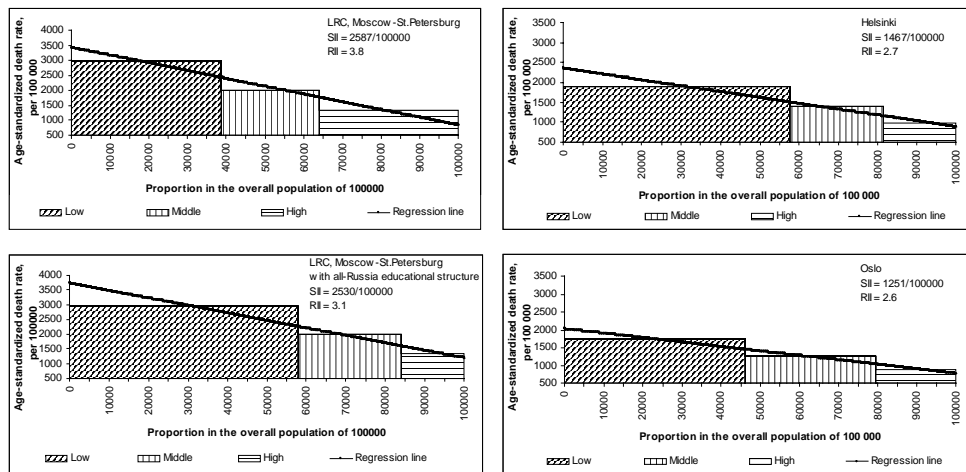 LRC, Moscow -St.Petersburg
SII = 2587/100000
RII = 3.8
Age-standardized death rate,
per 100 000
4000
3500
3000
2500
2000
1500
1000
500
0
10000
20000
30000
40000
50000
60000
70000
80000
90000
100000
Proportion in the overall population of 100000
Low
Middle
High
Regression line
Helsinki
SII = 1467/100000
RII = 2.7
Age-standardized death rate,
per 100000
3500
3000
2500
2000
1500
1000
500
0
10000
20000
30000
40000
50000
60000
70000
80000
90000
100000
Proportion in the overall population of 100 000
Low
Middle
High
Regression line
LRC, Moscow -St.Petersburg
with all-Russia educational structure
SII = 2530/100000
RII = 3.1
Age-standardized death rate,
per 100000
4000
3500
3000
2500
2000
1500
1000
500
0
10000
20000
30000
40000
50000
60000
70000
80000
90000
100000
Proportion in the overall population of 100000
Low
Middle
High
Regression line
Oslo
SII = 1251/100000
RII = 2.6
Age-standardized death rate,
per 100000
3500
3000
2500
2000
1500
1000
500
0
10000
20000
30000
40000
50000
60000
70000
80000
90000
100000
Proportion in the overall population of 100 000
Low
Middle
High
Regression line